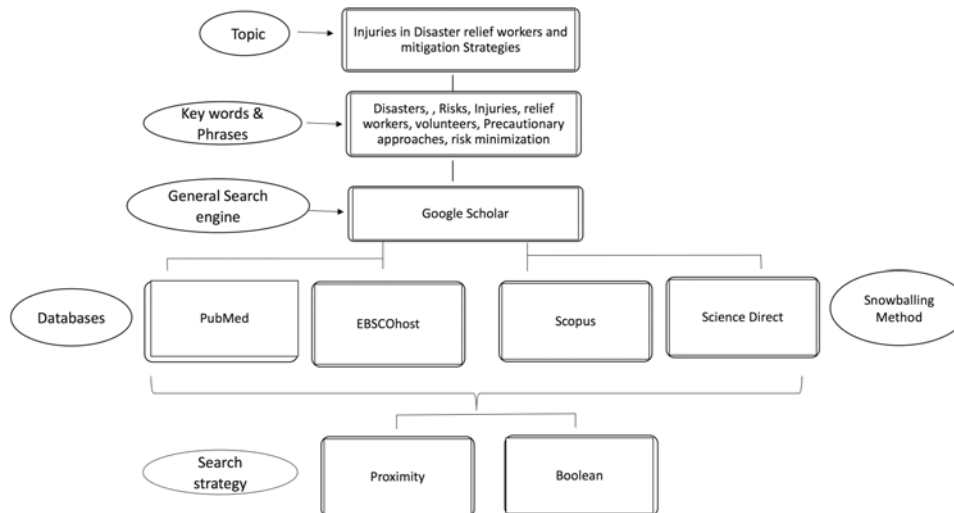 Topic
Injuries in Disaster relief workers and
mitigation Strategies
Key words &
Phrases
Disasters, , Risks, Injuries, relief
workers, volunteers, Precautionary
approaches, risk minimization
General Search
engine
Google Scholar
Databases
PubMed
EBSCOhost
Scopus
Science Direct
Snowballing
Method
Search
strategy
Proximity
Boolean